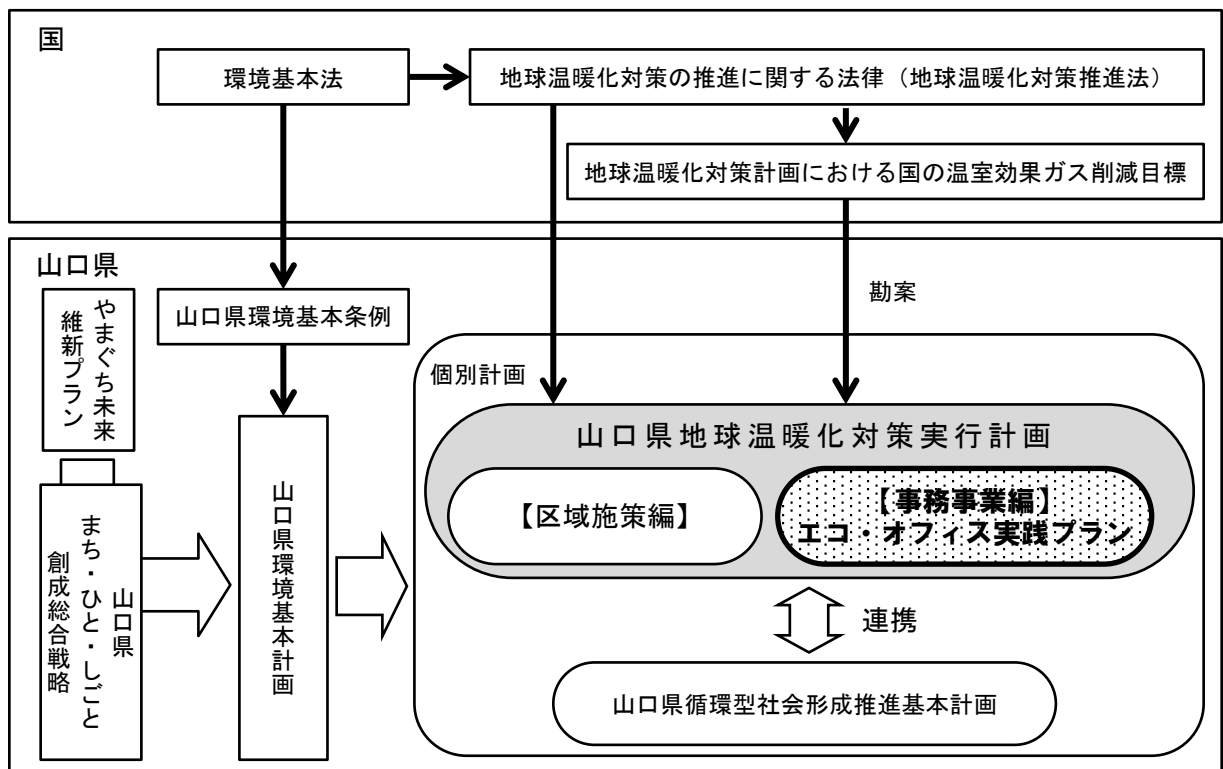 国
環境基本法
地球温暖化対策の推進に関する法律（地球温暖化対策推進法）
地球温暖化対策計画における国の温室効果ガス削減目標
山口県
やまぐち未来
維新プラン
山口県環境基本条例
勘案
個別計画
山口県地球温暖化対策実行計画
【区域施策編】
【事務事業編】
エコ・オフィス実践プラン
山口県
まち・ひと・しごと
創成総合戦略
山口県環境基本計画
連携
山口県循環型社会形成推進基本計画